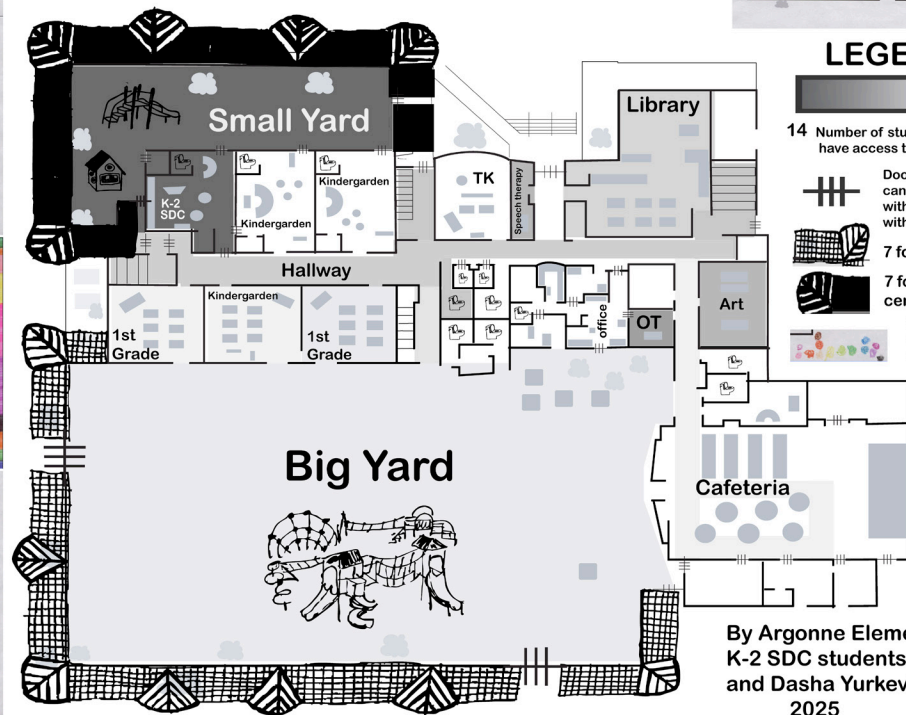 LEGE
14 Number of stu
have access t
Doo
can
with
with
7 fo
7 fo
cer
Small Yard
Library
K-2
SDC
Kindergarden
Kindergarden
TK
Speech therapy
Hallway
1st
Grade
Kindergarden
1st
Grade
office
OT
Art
Big Yard
Cafeteria
By Argonne Eleme
K-2 SDC students
and Dasha Yurkev
2025